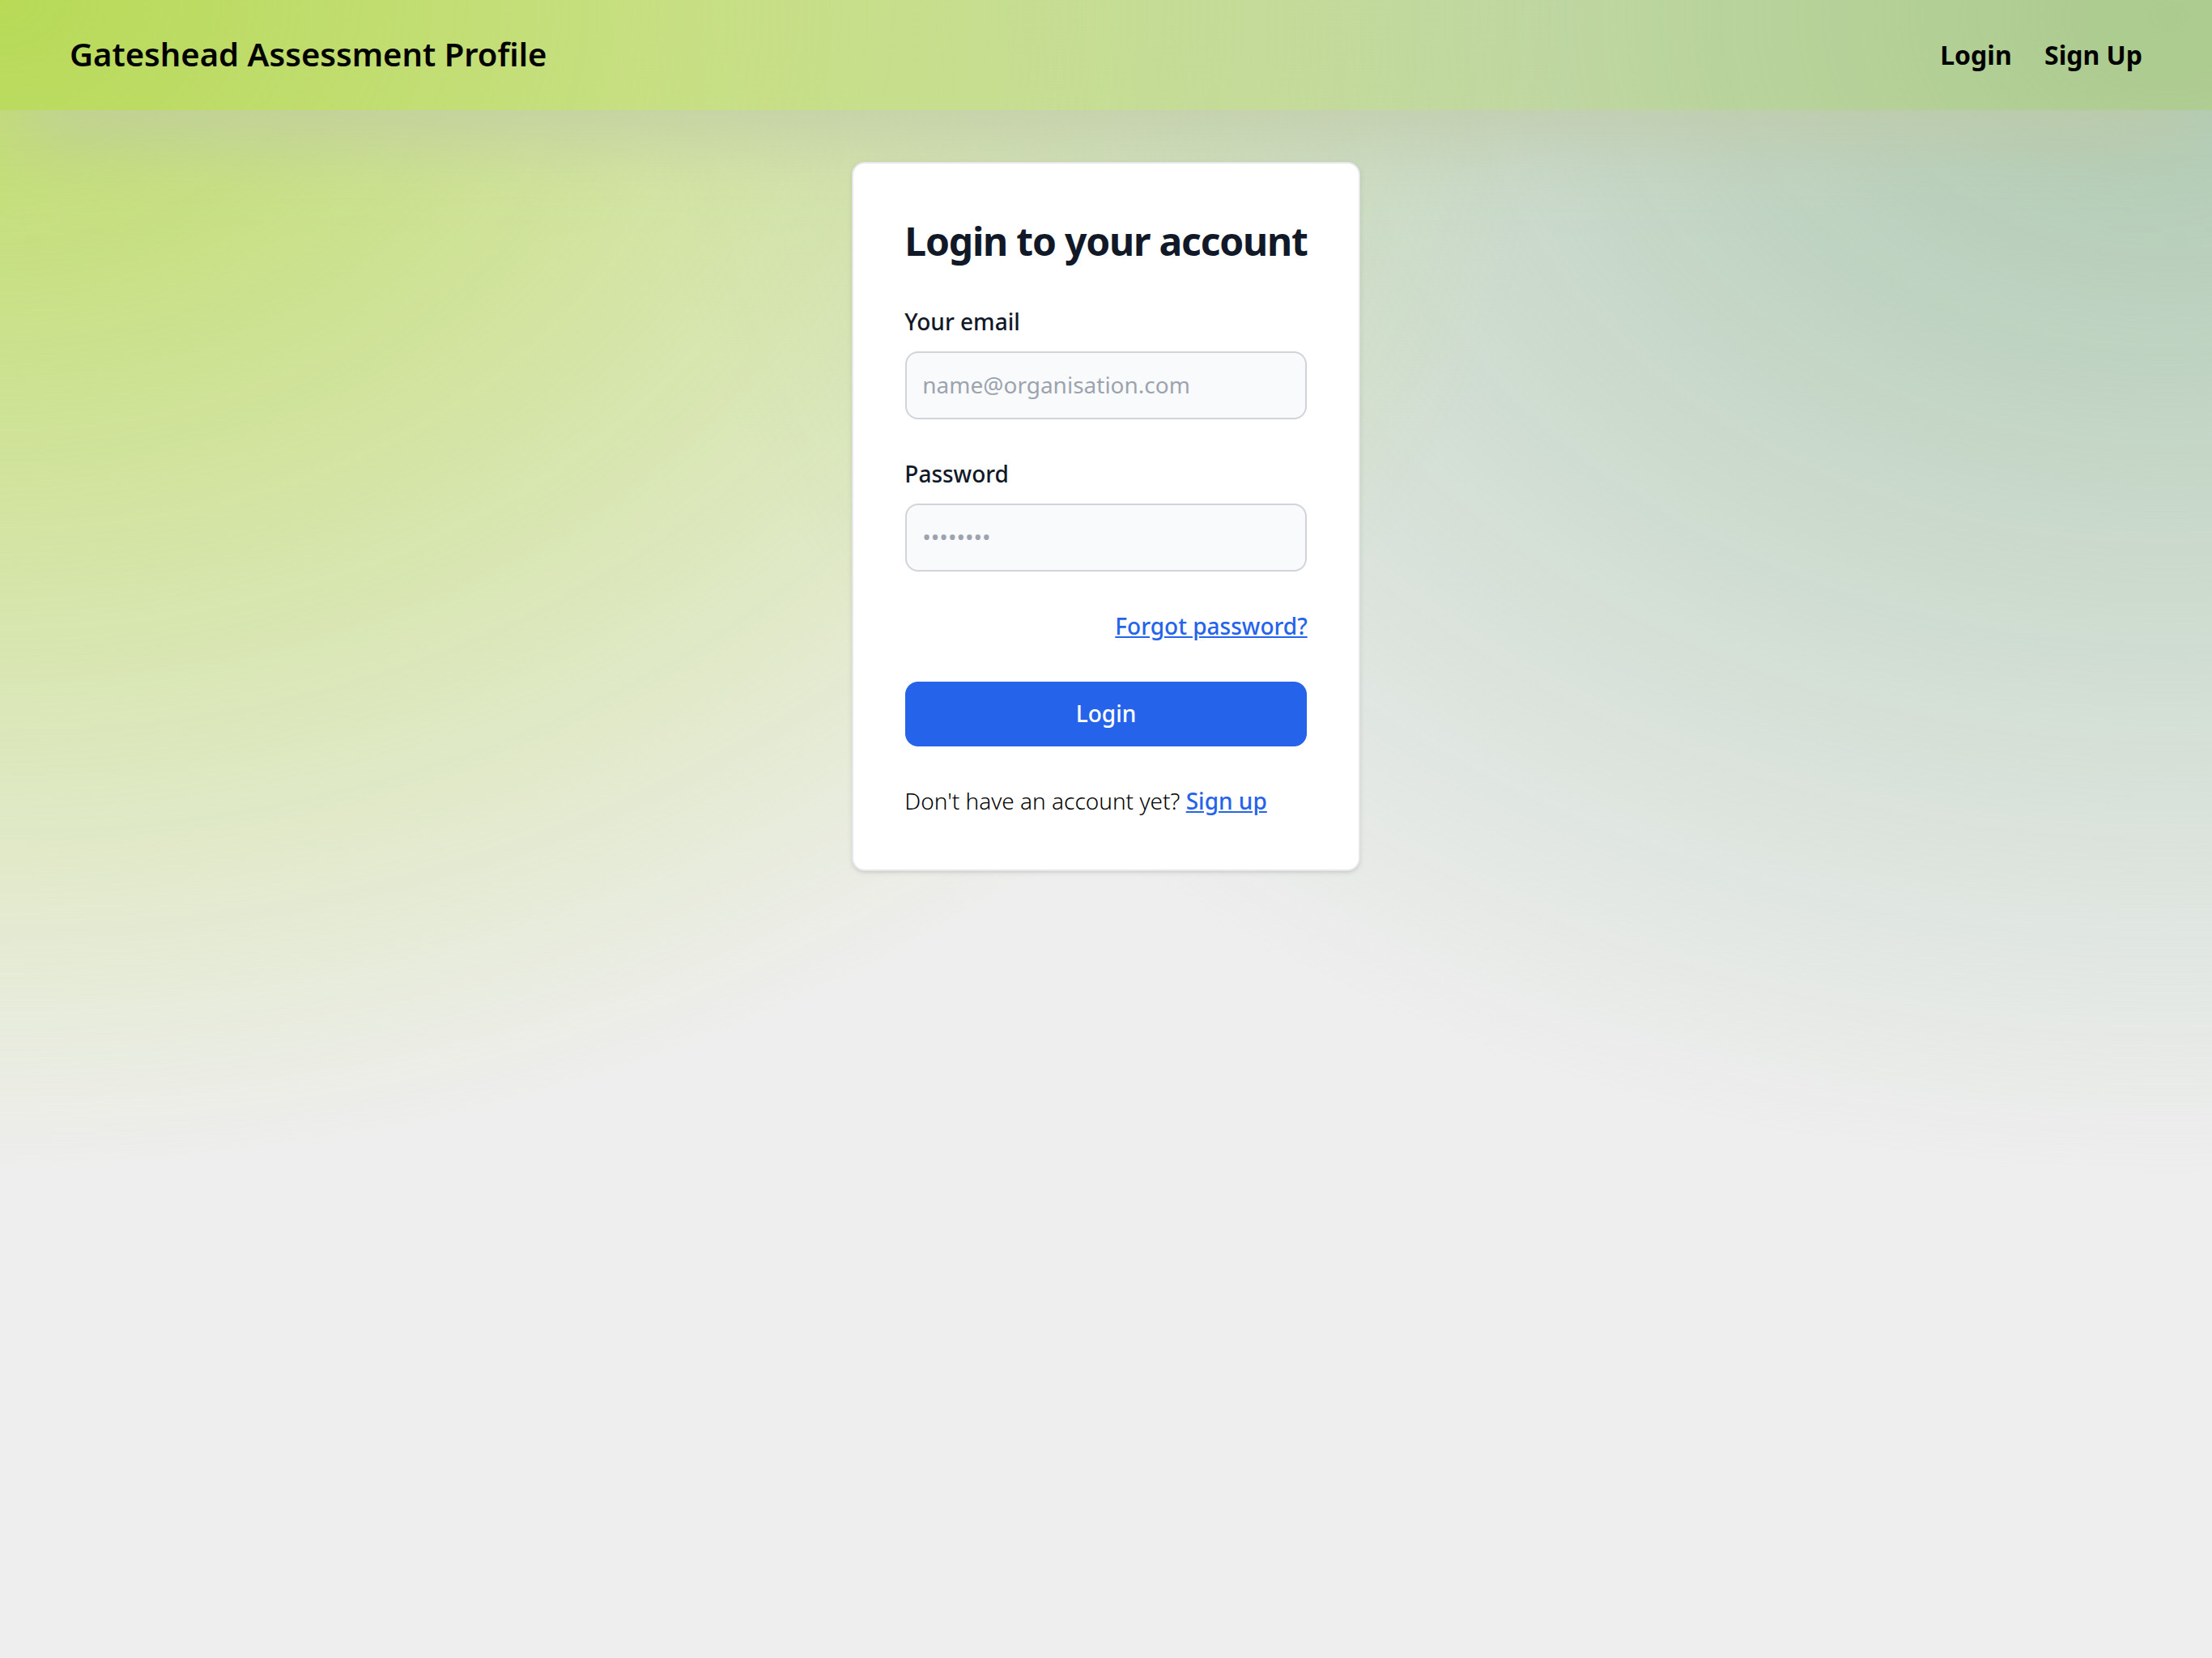 Gateshead Assessment Profile
Login
Sign Up
Login to your account
Your email
name@organisation.com
Password
••••••••
Forgot password?
Login
Don't have an account yet? Sign up